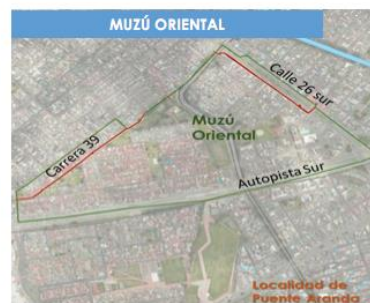 MUZÚ ORIENTAL
Calle 26 sur
Muzú
Oriental
Carrera 39
Autopista Sur
Localidad de
Puente Aranda